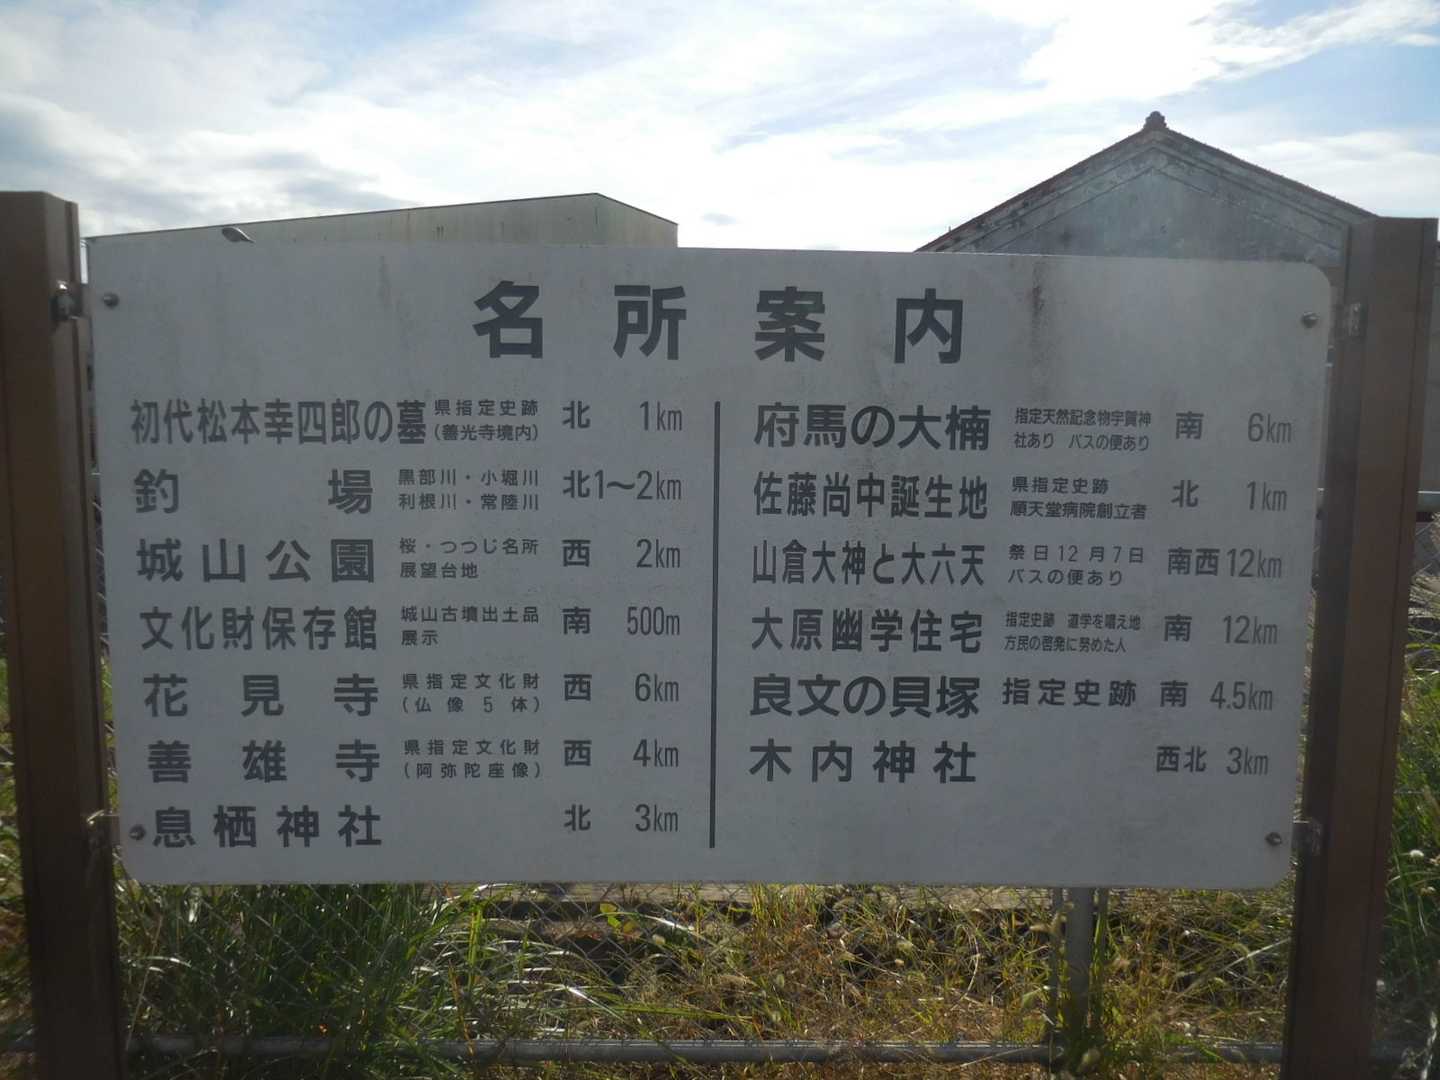 名所案内
初代松本幸四郎の墓 県指定史跡 (善光寺境内) 北 1km
釣場 黒部川・小堀川 利根川・常陸川 北 1〜2km
城山公園 桜・つつじ名所 展望台地 西 2km
文化財保存館 城山古墳出土品 展示 南 500m
花見寺 県指定文化財 (仏像5体) 西 6km
善雄寺 県指定文化財 (阿弥陀座像) 西 4km
息栖神社 北 3km
府馬の大楠 指定天然記念物宇賀神 社あり バスの便あり 南 6km
佐藤尚中誕生地 県指定史跡 順天堂病院創立者 北 1km
山倉大神と大六天 祭日12月7日 バスの便あり 南西 12km
大原幽学住宅 指定史跡 道学を唱え地 方民の啓発に努めた人 南 12km
良文の貝塚 指定史跡 南 4.5km
木内神社 西北 3km